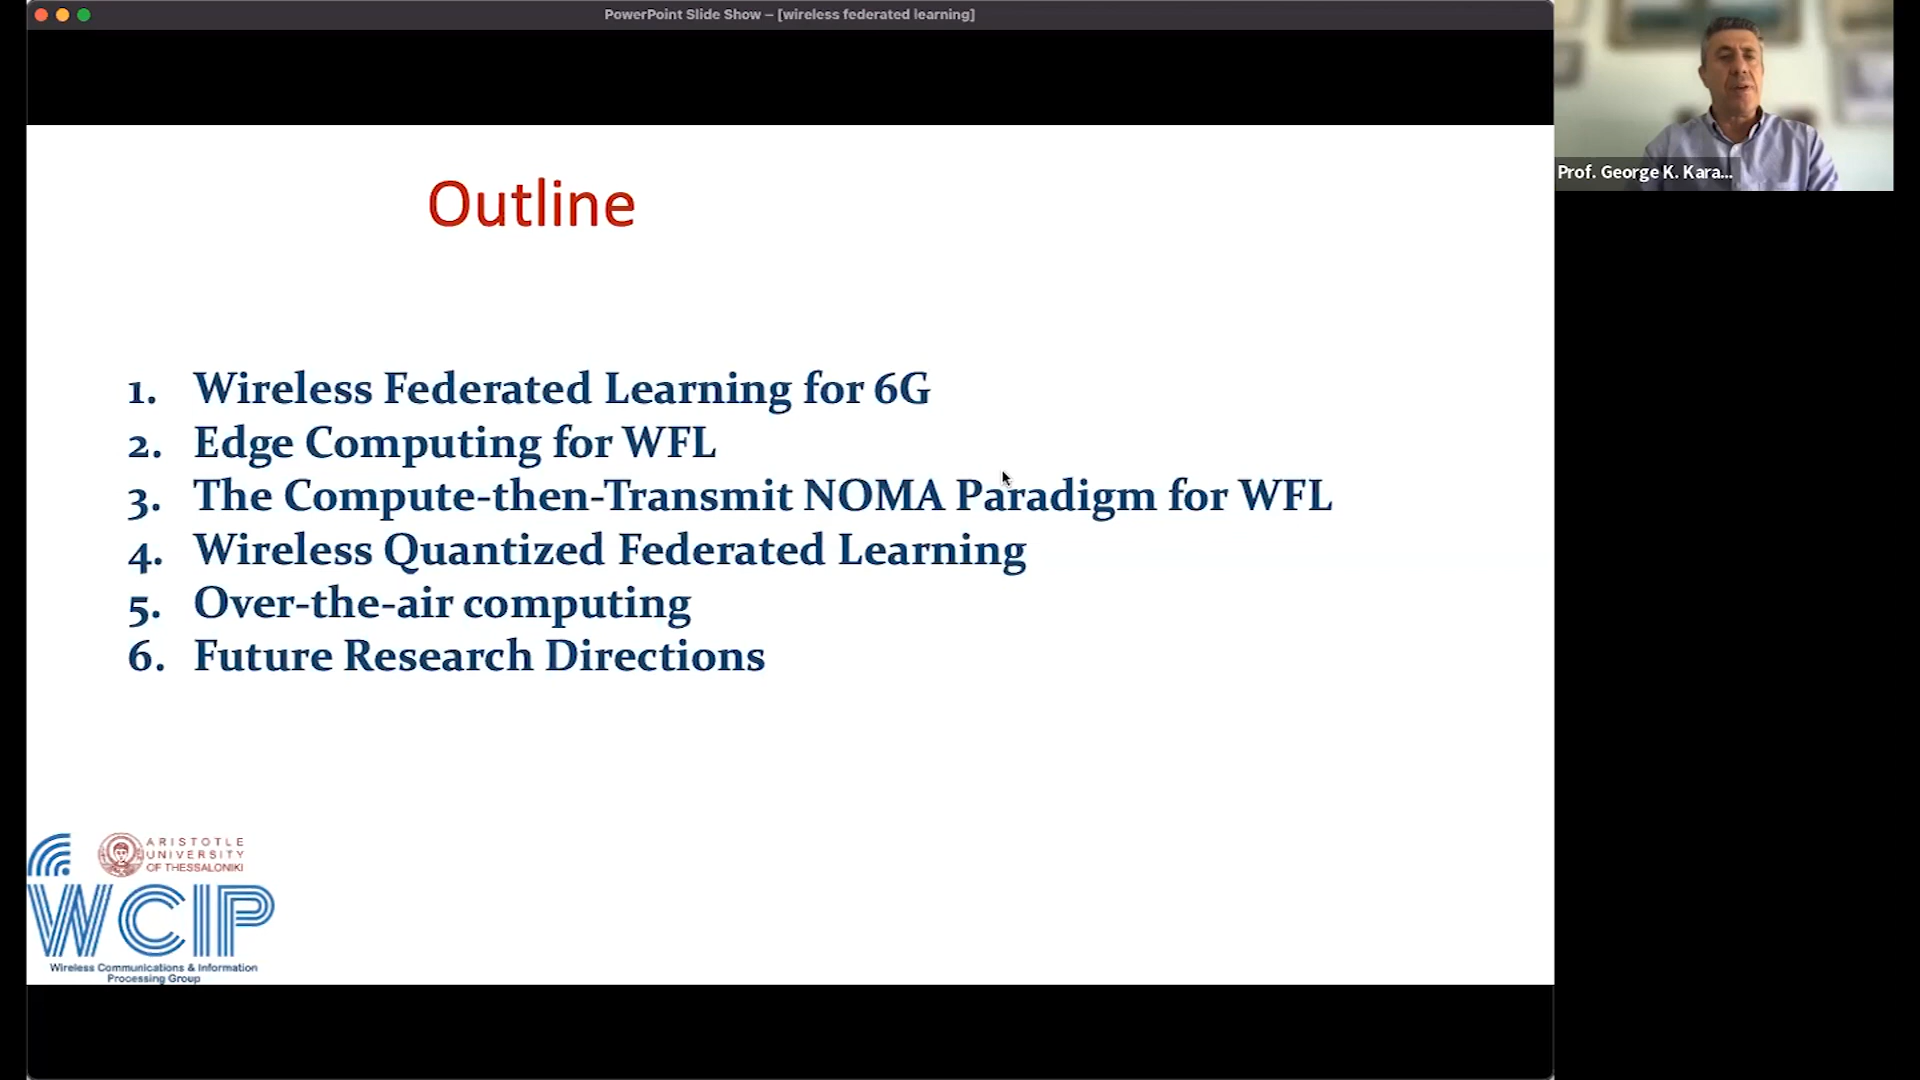 PowerPoint Slide Show – [wireless federated learning]
Prof. George K. Kara...
Outline
1. Wireless Federated Learning for 6G
2. Edge Computing for WFL
3. The Compute-then-Transmit NOMA Paradigm for WFL
4. Wireless Quantized Federated Learning
5. Over-the-air computing
6. Future Research Directions
ARISTOTLE
UNIVERSITY
OF THESSALONIKI
WCIP
Wireless Communications & Information
Processing Group